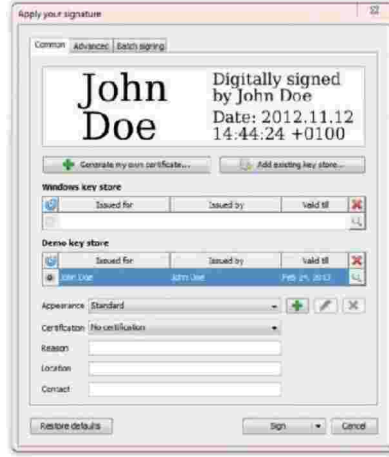 Apply your signature
Common Advanced Batch signing
John Doe
Digitally signed by John Doe
Date: 2012.11.12 14:44:24 +0100
Generate my own certificate... Add existing key store...
Windows key store
Issued for Issued by Valid till
Demo key store
Issued for Issued by Valid till
John Doe John Doe Feb
Appearance Standard
Certification No certification
Reason
Location
Contact
Restore defaults Sign Cancel